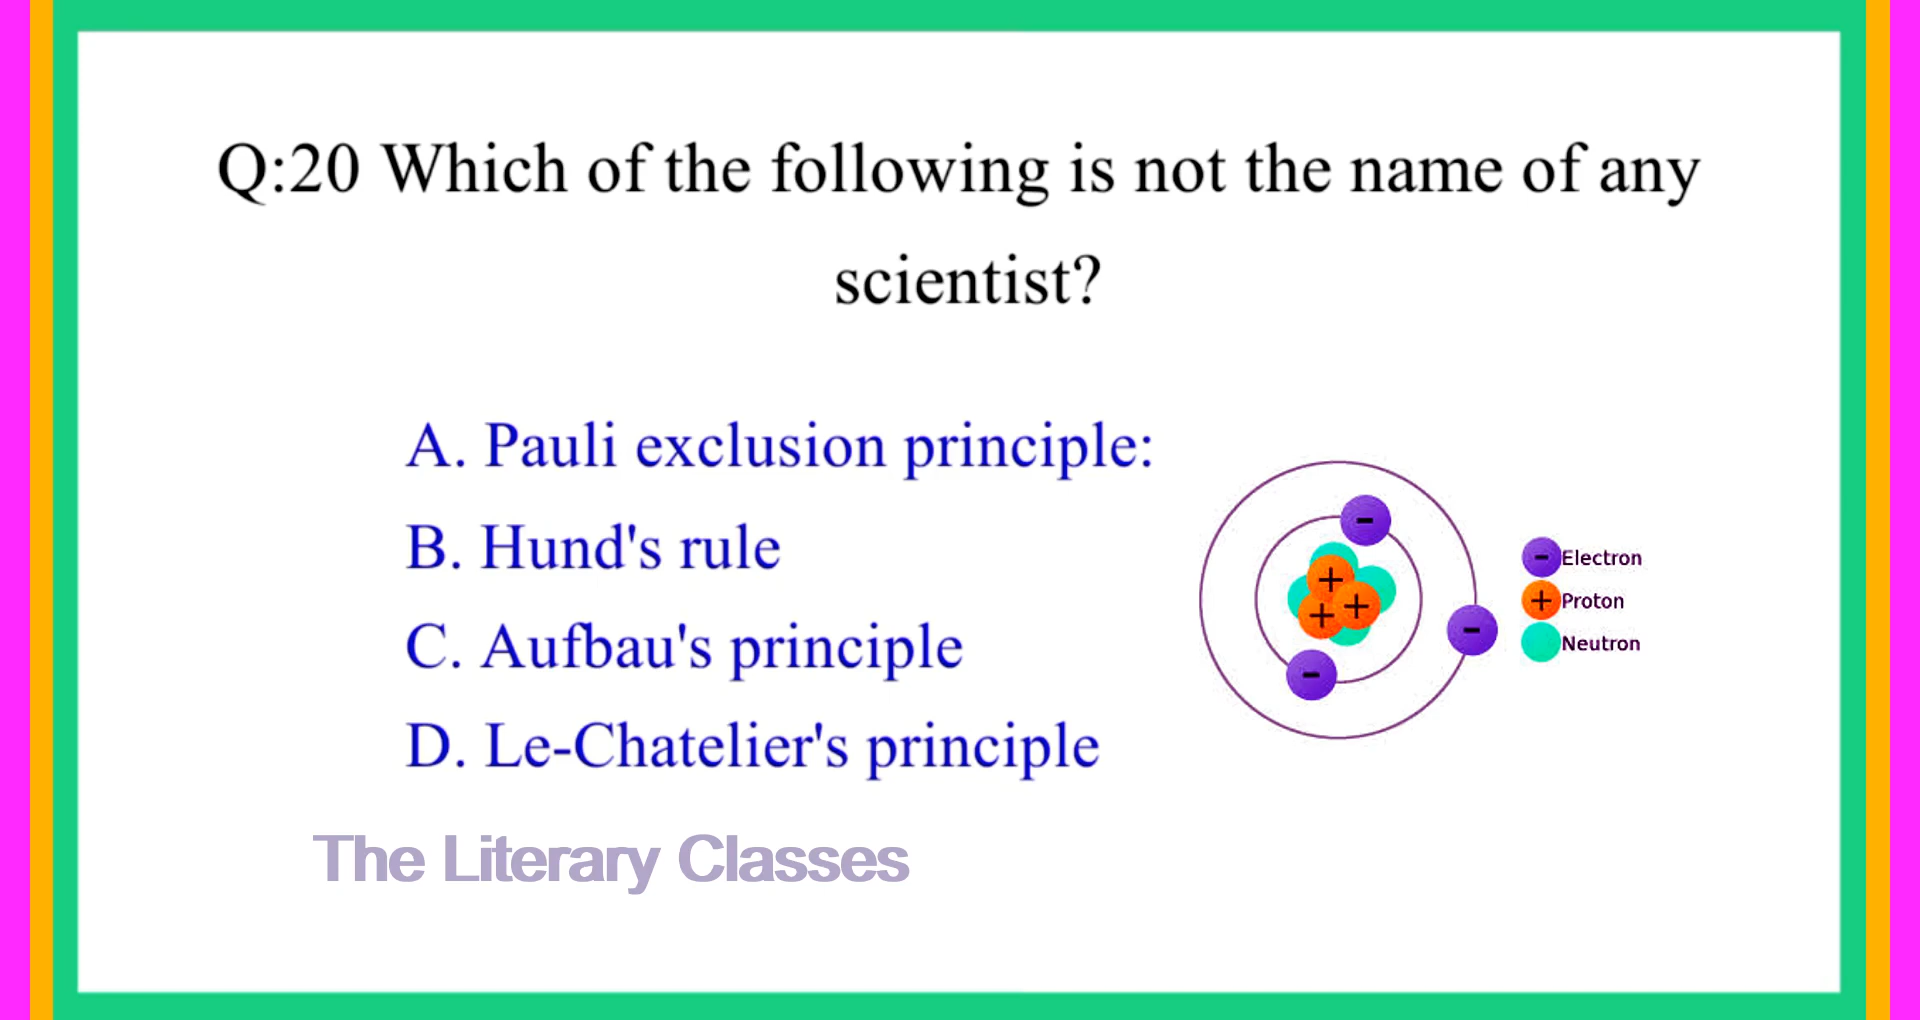 Q:20 Which of the following is not the name of any
scientist?
A. Pauli exclusion principle:
B. Hund's rule
C. Aufbau's principle
D. Le-Chatelier's principle
-
+
+
+
-
-
- Electron
+ Proton
Neutron
The Literary Classes